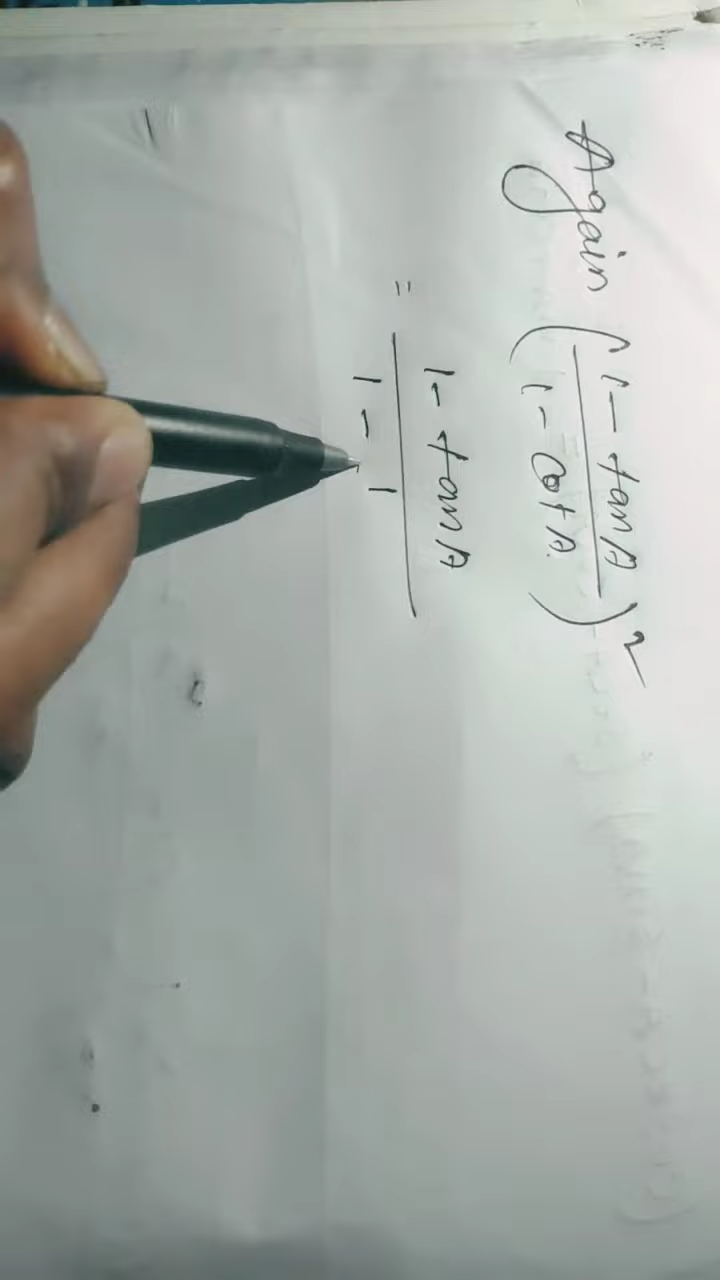 Again (1 - tanA / 1 - cotA.)²
= 1 - tanA / 1 - 1